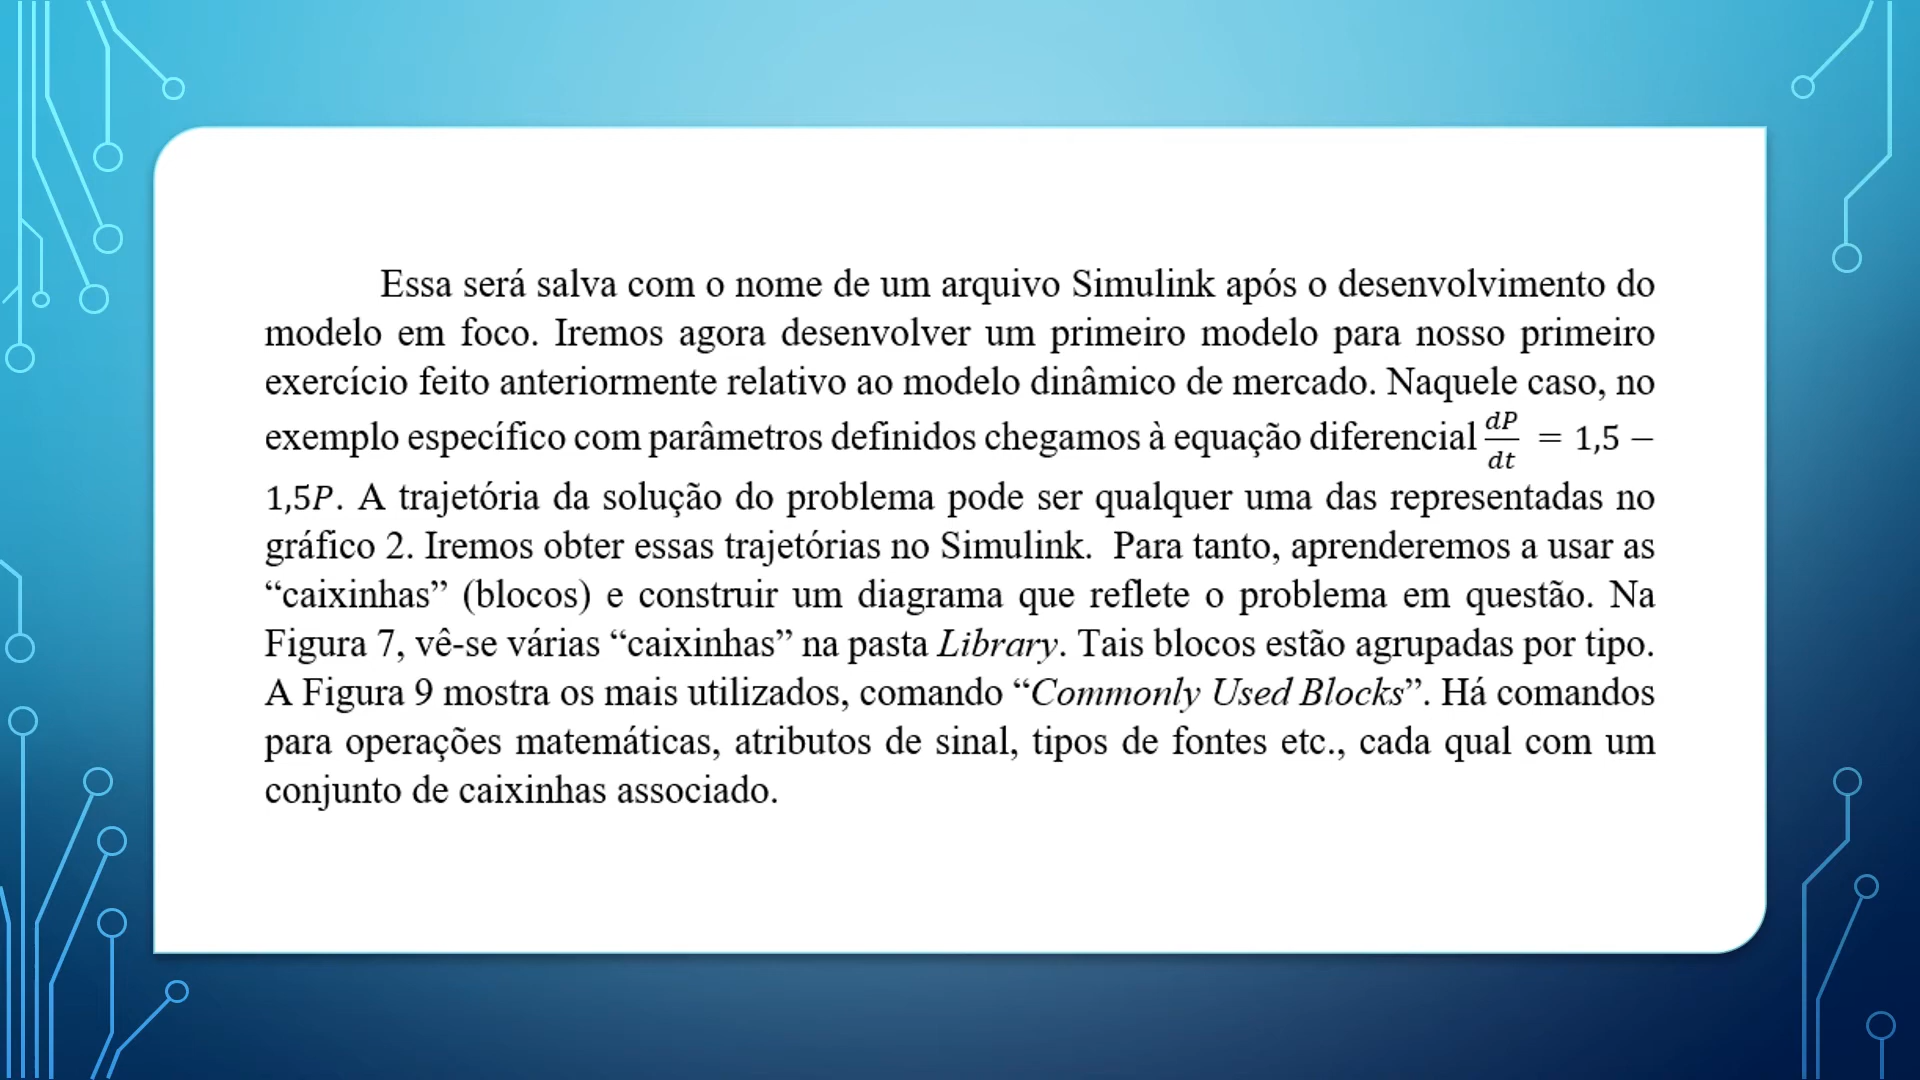 Essa será salva com o nome de um arquivo Simulink após o desenvolvimento do
modelo em foco. Iremos agora desenvolver um primeiro modelo para nosso primeiro
exercício feito anteriormente relativo ao modelo dinâmico de mercado. Naquele caso, no
exemplo específico com parâmetros definidos chegamos à equação diferencial dP/dt = 1,5 −
1,5P. A trajetória da solução do problema pode ser qualquer uma das representadas no
gráfico 2. Iremos obter essas trajetórias no Simulink. Para tanto, aprenderemos a usar as
“caixinhas” (blocos) e construir um diagrama que reflete o problema em questão. Na
Figura 7, vê-se várias “caixinhas” na pasta Library. Tais blocos estão agrupadas por tipo.
A Figura 9 mostra os mais utilizados, comando “Commonly Used Blocks”. Há comandos
para operações matemáticas, atributos de sinal, tipos de fontes etc., cada qual com um
conjunto de caixinhas associado.